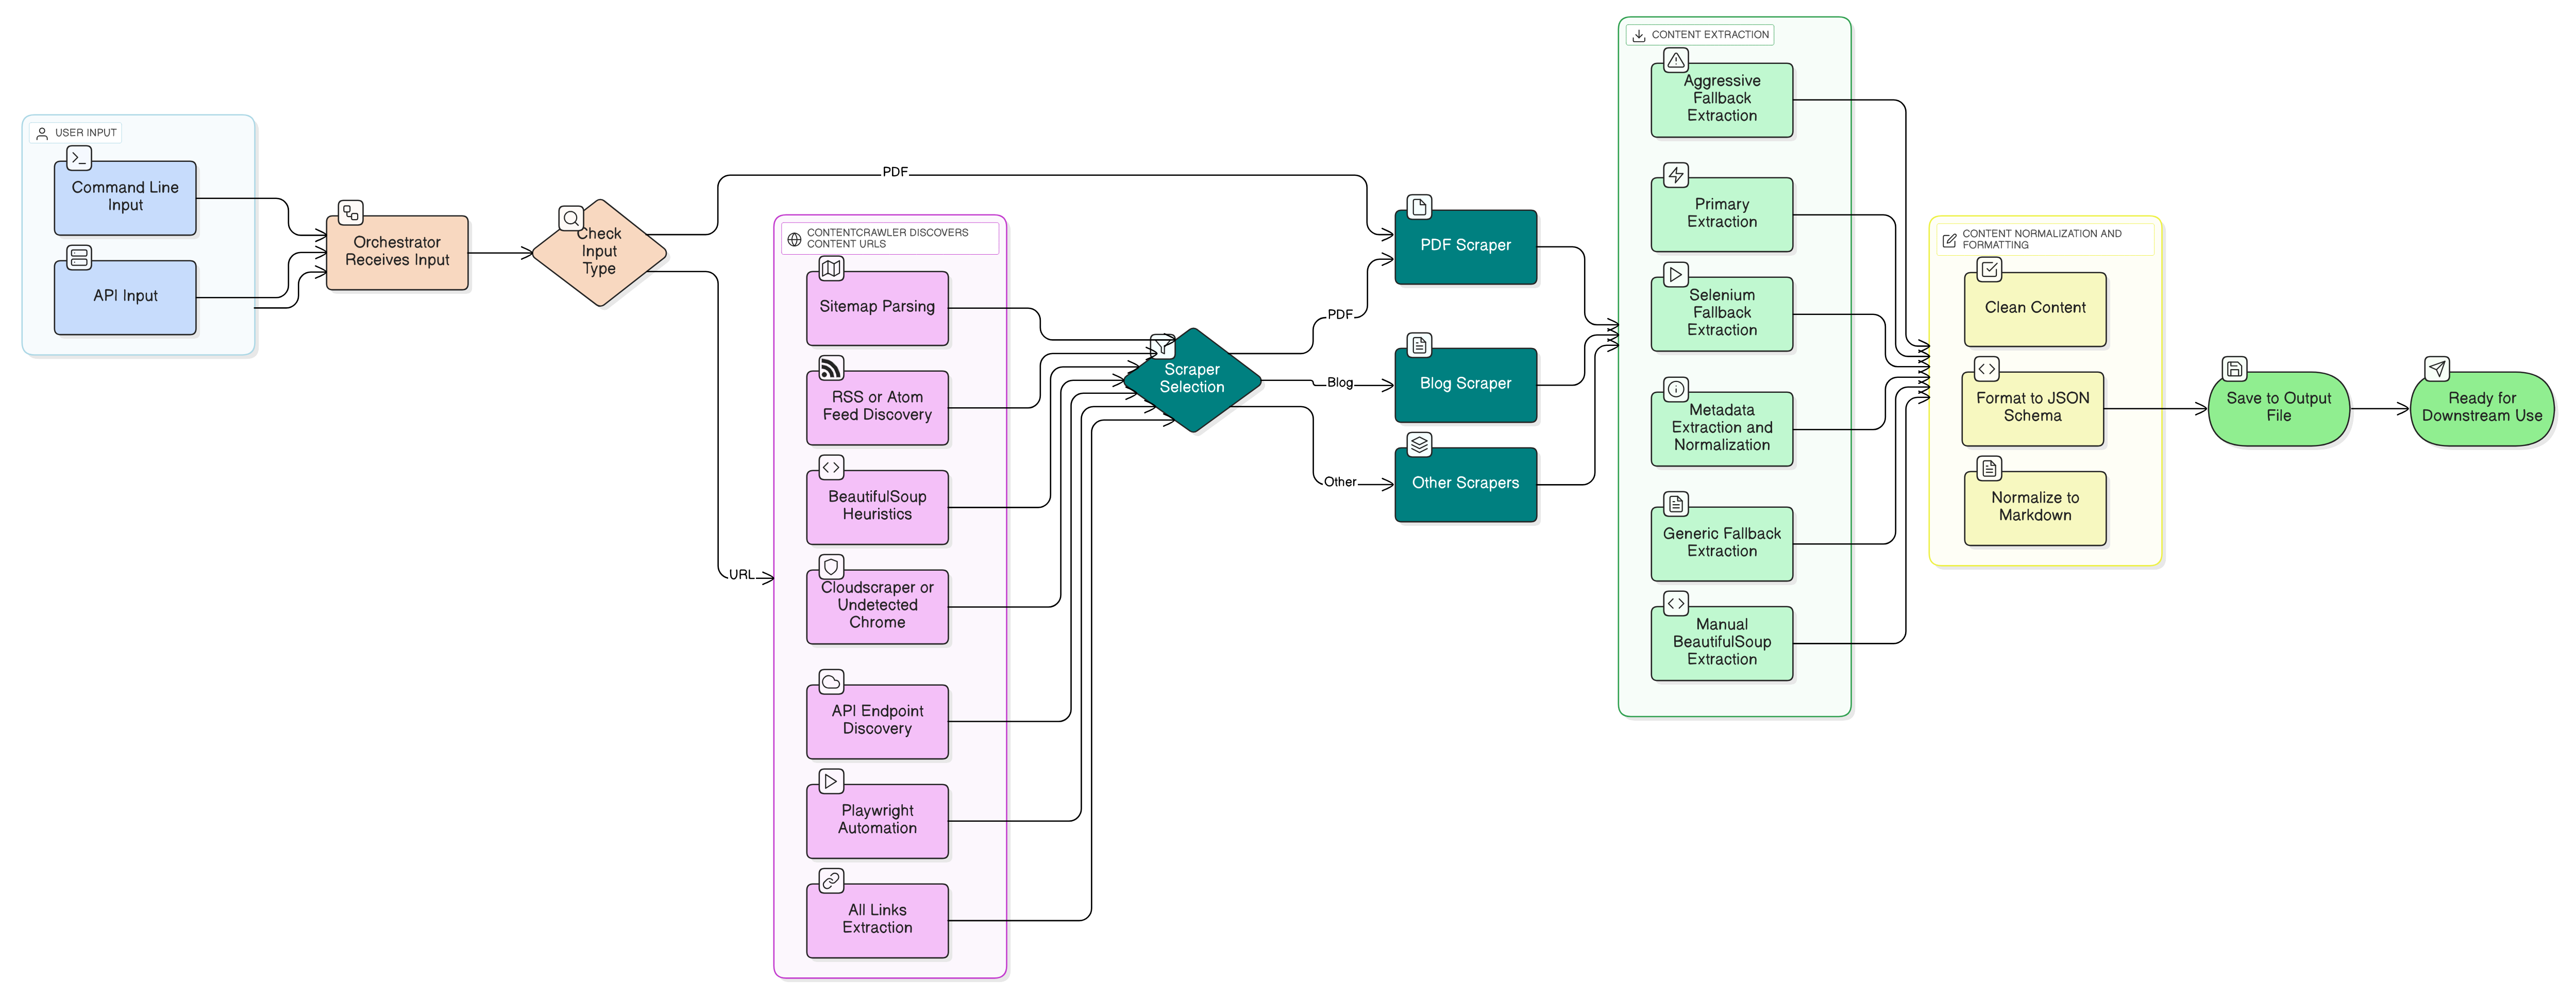 USER INPUT
Command Line
Input
API Input
Orchestrator
Receives Input
Check
Input
Type
PDF
URL
CONTENTCRAWLER DISCOVERS
CONTENT URLS
Sitemap Parsing
RSS or Atom
Feed Discovery
BeautifulSoup
Heuristics
Cloudscraper or
Undetected
Chrome
API Endpoint
Discovery
Playwright
Automation
All Links
Extraction
Scraper
Selection
PDF
Blog
Other
PDF Scraper
Blog Scraper
Other Scrapers
CONTENT EXTRACTION
Aggressive
Fallback
Extraction
Primary
Extraction
Selenium
Fallback
Extraction
Metadata
Extraction and
Normalization
Generic Fallback
Extraction
Manual
BeautifulSoup
Extraction
CONTENT NORMALIZATION AND
FORMATTING
Clean Content
Format to JSON
Schema
Normalize to
Markdown
Save to Output
File
Ready for
Downstream Use